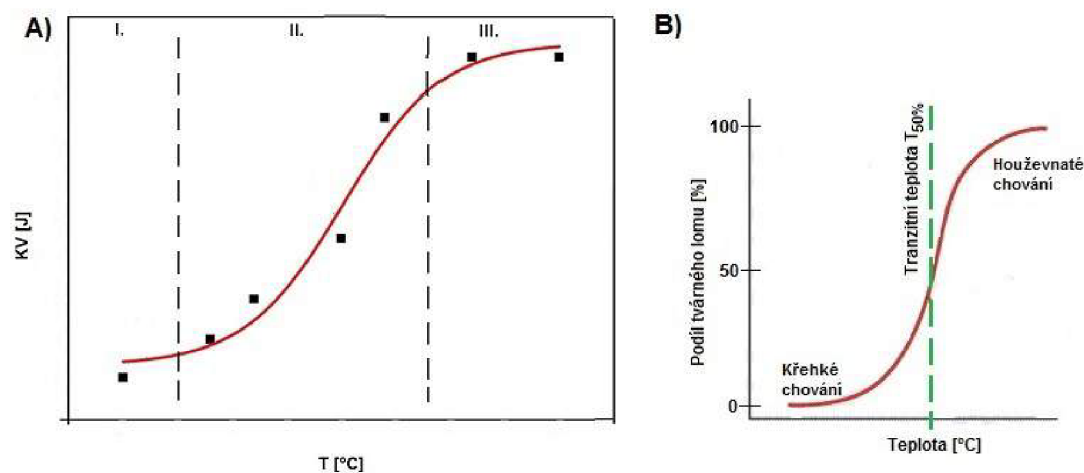 A)
I.
II.
III.
KV [J]
T [°C]
B)
100
50
0
Podíl tvárného lomu [%]
Tranzitní teplota T50%
Houževnaté
chování
Křehké
chování
Teplota [°C]